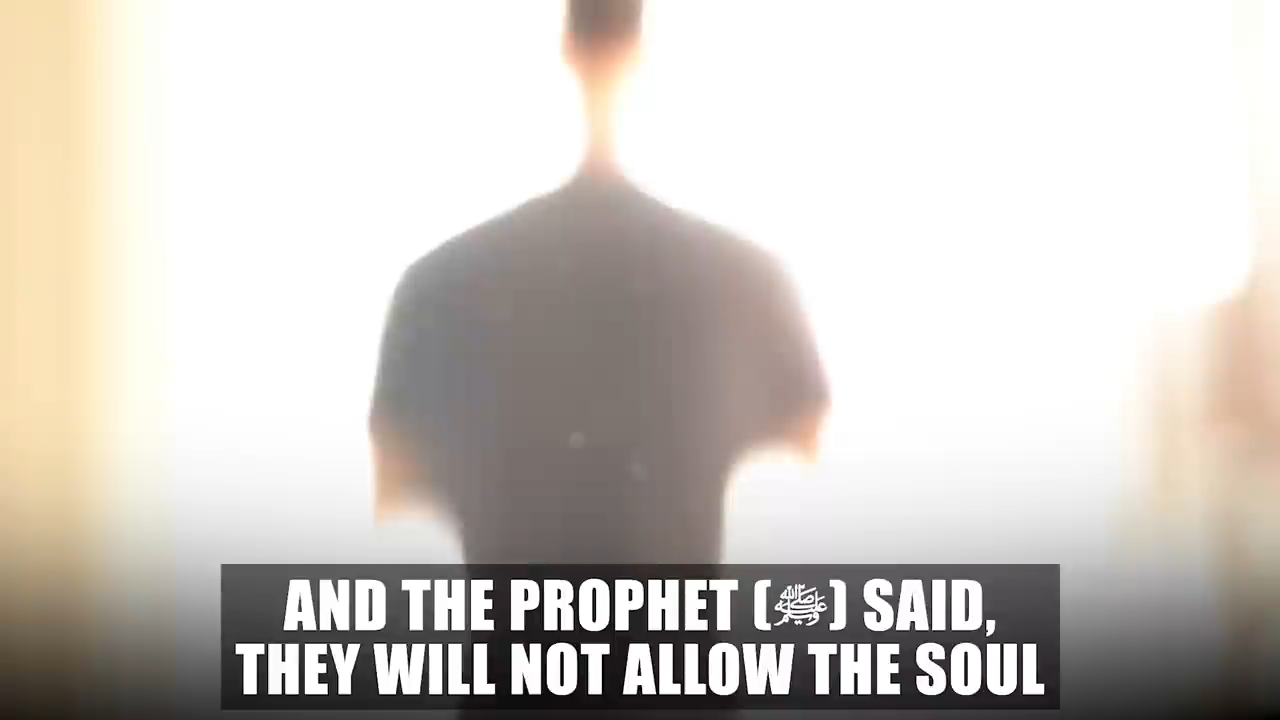 AND THE PROPHET (ﷺ) SAID,
THEY WILL NOT ALLOW THE SOUL